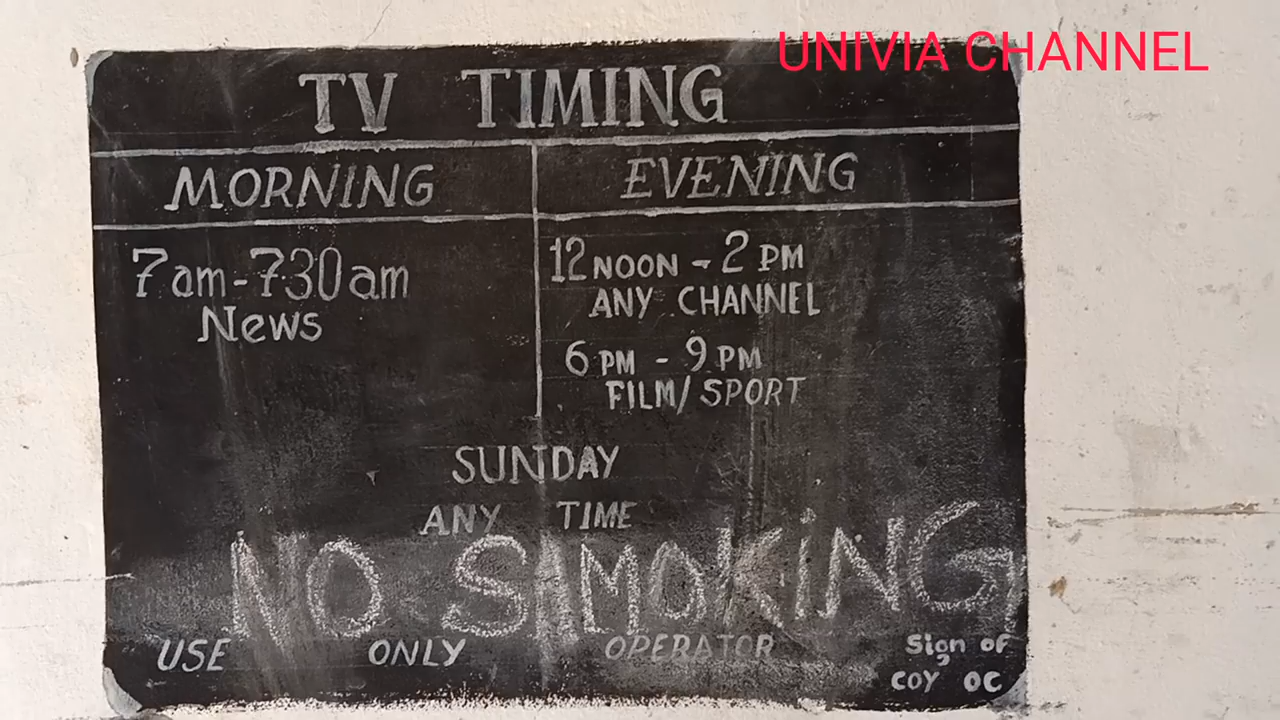 UNIVIA CHANNEL
TV TIMING
MORNING
EVENING
7am-730am
News
12 NOON - 2 PM
ANY CHANNEL
6 PM - 9 PM
FILM/SPORT
SUNDAY
ANY TIME
NO SMOKiNG
USE ONLY OPERATOR
Sign of
COY OC